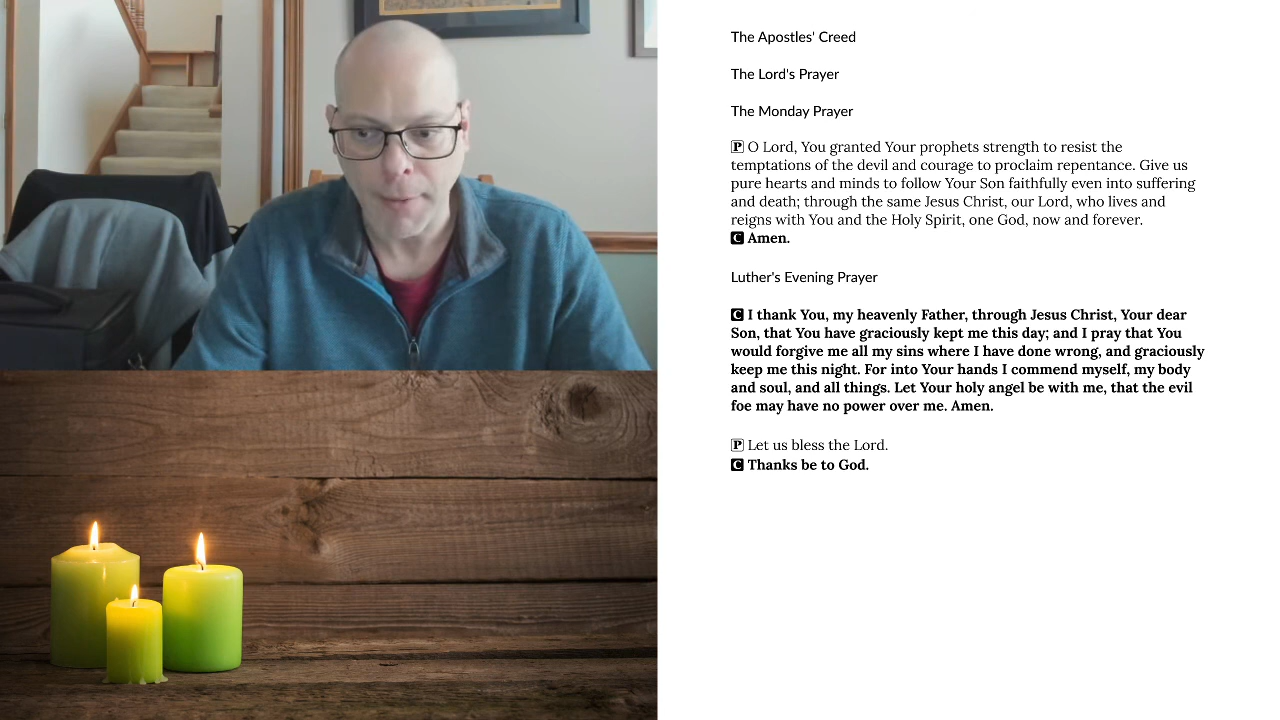 The Apostles' Creed
The Lord's Prayer
The Monday Prayer
P O Lord, You granted Your prophets strength to resist the
temptations of the devil and courage to proclaim repentance. Give us
pure hearts and minds to follow Your Son faithfully even into suffering
and death; through the same Jesus Christ, our Lord, who lives and
reigns with You and the Holy Spirit, one God, now and forever.
C Amen.
Luther's Evening Prayer
C I thank You, my heavenly Father, through Jesus Christ, Your dear
Son, that You have graciously kept me this day; and I pray that You
would forgive me all my sins where I have done wrong, and graciously
keep me this night. For into Your hands I commend myself, my body
and soul, and all things. Let Your holy angel be with me, that the evil
foe may have no power over me. Amen.
P Let us bless the Lord.
C Thanks be to God.